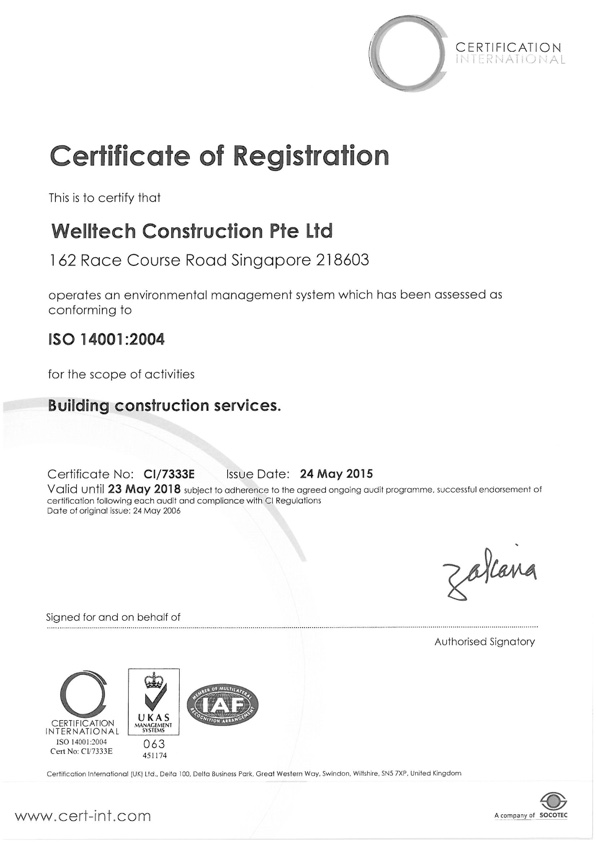 CERTIFICATION
INTERNATIONAL
Certificate of Registration
This is to certify that
Welltech Construction Pte Ltd
162 Race Course Road Singapore 218603
operates an environmental management system which has been assessed as
conforming to
ISO 14001:2004
for the scope of activities
Building construction services.
Certificate No: CI/7333E Issue Date: 24 May 2015
Valid until 23 May 2018 subject to adherence to the agreed ongoing audit programme, successful endorsement of
certification following each audit and compliance with CI Regulations
Date of original issue: 24 May 2006
Signed for and on behalf of
Authorised Signatory
CERTIFICATION
INTERNATIONAL
ISO 14001:2004
Cert No: CI/7333E
UKAS
MANAGEMENT
SYSTEMS
063
451174
MEMBER OF MULTILATERAL
IAF
RECOGNITION ARRANGEMENT
Certification International (UK) Ltd., Delta 100, Delta Business Park, Great Western Way, Swindon, Wiltshire, SN5 7XP, United Kingdom
www.cert-int.com
A company of SOCOTEC